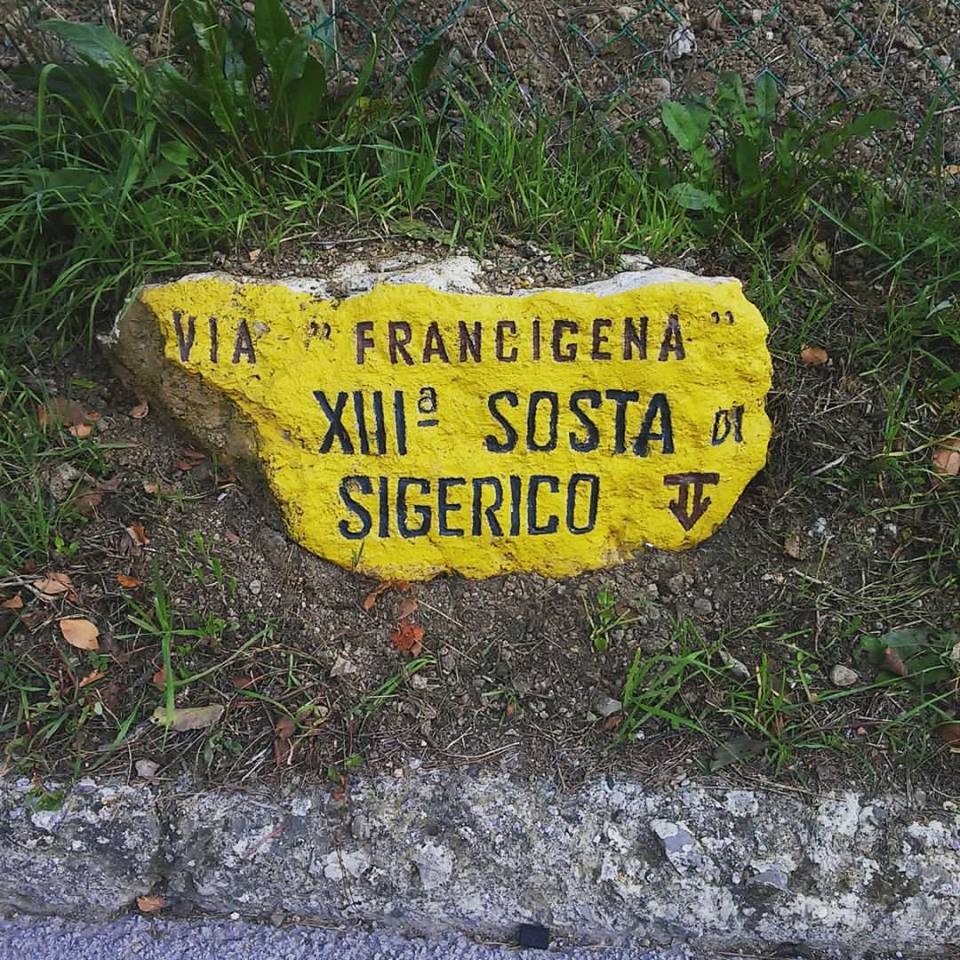 VIA " FRANCIGENA "
XIIIª SOSTA DI
SIGERICO